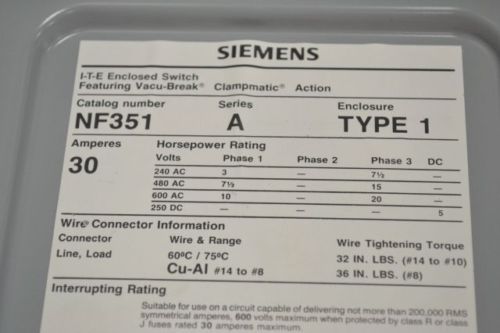 SIEMENS
I-T-E Enclosed Switch
Featuring Vacu-Break® Clampmatic® Action
Catalog number Series Enclosure
NF351 A TYPE 1
Amperes Horsepower Rating
30 Volts Phase 1 Phase 2 Phase 3 DC
240 AC 3 — 7½ —
480 AC 7½ — 15 —
600 AC 10 — 20 —
250 DC — — — 5
Wire Connector Information
Connector Wire & Range Wire Tightening Torque
Line, Load 60ºC / 75ºC 32 IN. LBS. (#14 to #10)
Cu-Al #14 to #8 36 IN. LBS. (#8)
Interrupting Rating
Suitable for use on a circuit capable of delivering not more than 200,000 RMS
symmetrical amperes, 600 volts maximum when protected by class R or class
J fuses rated 30 amperes maximum.